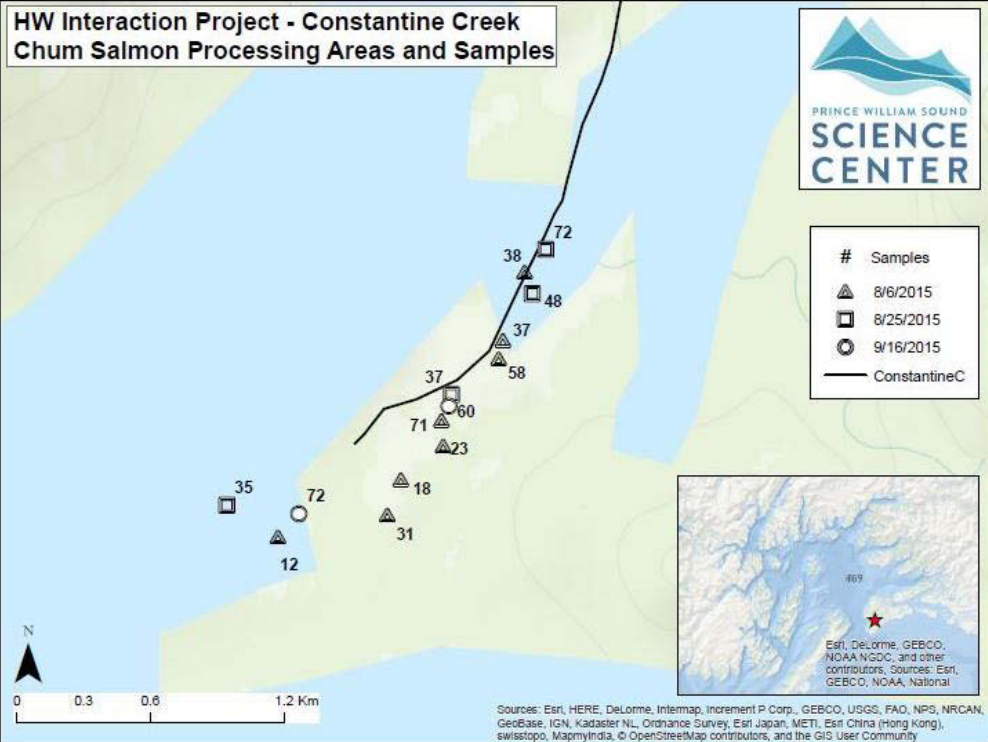 HW Interaction Project - Constantine Creek
Chum Salmon Processing Areas and Samples
PRINCE WILLIAM SOUND
SCIENCE
CENTER
# Samples
8/6/2015
8/25/2015
9/16/2015
ConstantineC
72
38
48
37
58
37
60
71
23
18
35
72
31
12
469
Esri, DeLorme, GEBCO,
NOAA NGDC, and other
contributors, Sources: Esri,
GEBCO, NOAA, National
N
0 0.3 0.6 1.2 Km
Sources: Esri, HERE, DeLorme, Intermap, increment P Corp., GEBCO, USGS, FAO, NPS, NRCAN,
GeoBase, IGN, Kadaster NL, Ordnance Survey, Esri Japan, METI, Esri China (Hong Kong),
swisstopo, MapmyIndia, © OpenStreetMap contributors, and the GIS User Community